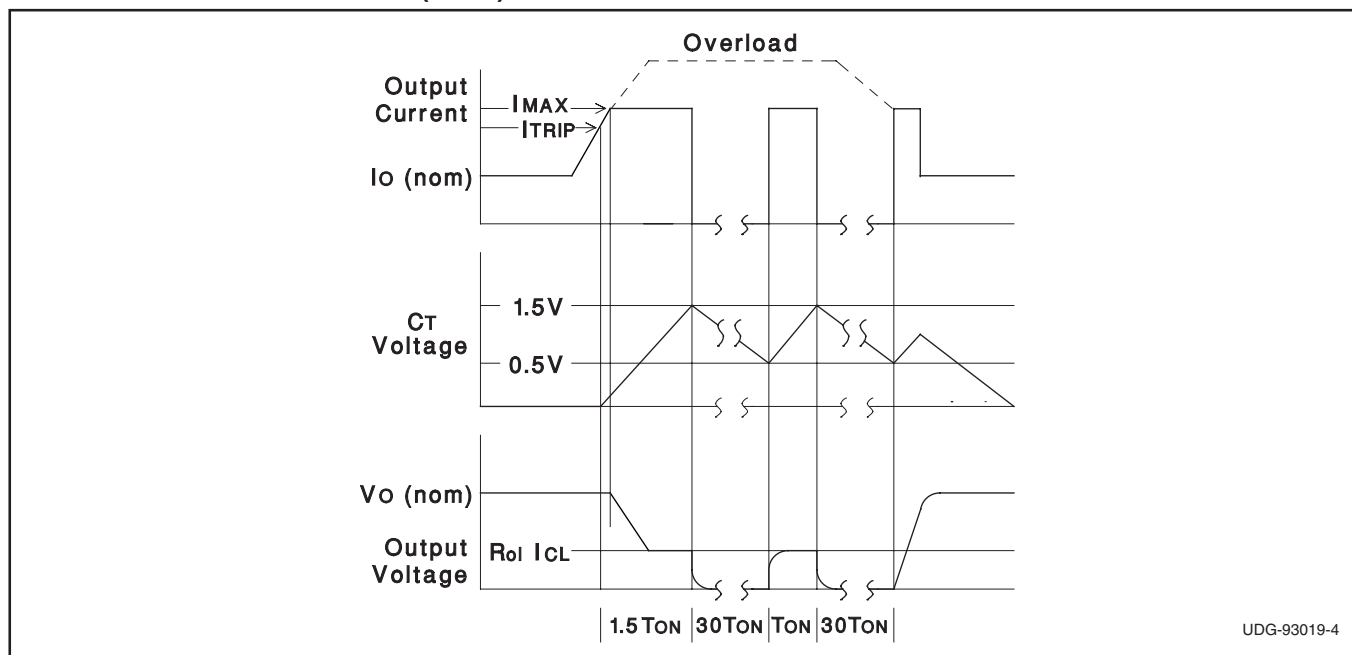 Overload
Output
Current
IMAX
ITRIP
IO (nom)
CT
Voltage
1.5V
0.5V
VO (nom)
Output
Voltage
Rol ICL
1.5 TON 30TON TON 30TON
UDG-93019-4